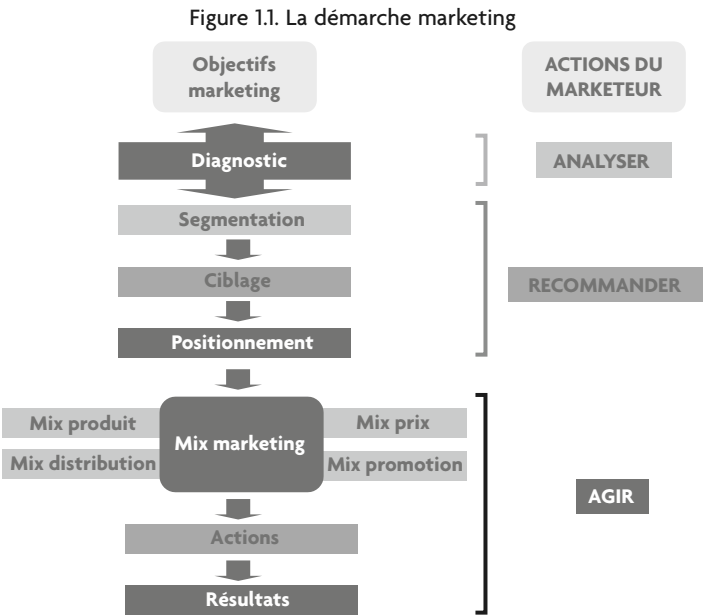 Figure 1.1. La démarche marketing
Objectifs
marketing
ACTIONS DU
MARKETEUR
Diagnostic
ANALYSER
Segmentation
Ciblage
RECOMMANDER
Positionnement
Mix produit
Mix prix
Mix marketing
Mix distribution
Mix promotion
AGIR
Actions
Résultats